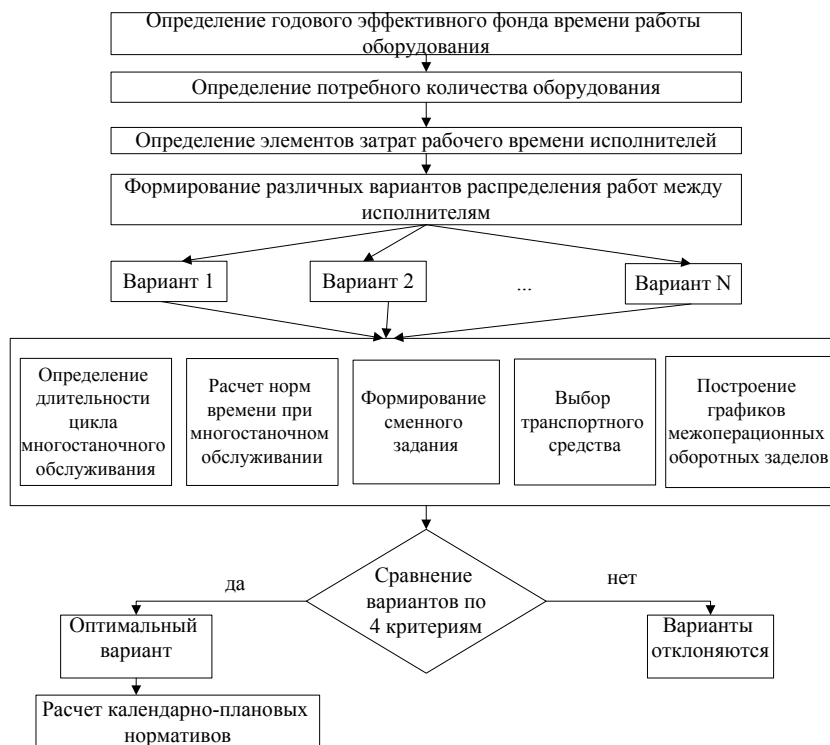 Определение годового эффективного фонда времени работы
оборудования
Определение потребного количества оборудования
Определение элементов затрат рабочего времени исполнителей
Формирование различных вариантов распределения работ между
исполнителям
Вариант 1
Вариант 2
...
Вариант N
Определение
длительности
цикла
многостаночного
обслуживания
Расчет норм
времени при
многостаночном
обслуживании
Формирование
сменного
задания
Выбор
транспортного
средства
Построение
графиков
межоперационных
оборотных заделов
Сравнение
вариантов по
4 критериям
да
нет
Оптимальный
вариант
Варианты
отклоняются
Расчет календарно-плановых
нормативов